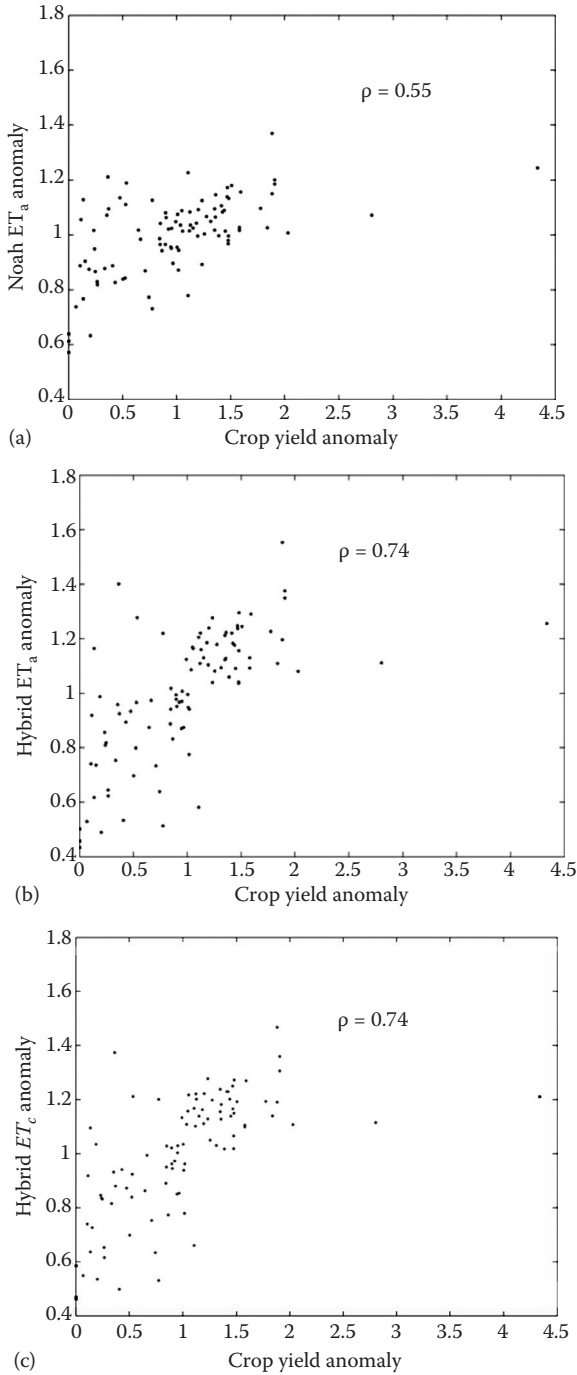 1.8
1.6
1.4
1.2
1
0.8
0.6
0.4
Noah ETa anomaly
ρ = 0.55
0 0.5 1 1.5 2 2.5 3 3.5 4 4.5
(a) Crop yield anomaly
1.8
1.6
1.4
1.2
1
0.8
0.6
0.4
Hybrid ETa anomaly
ρ = 0.74
0 0.5 1 1.5 2 2.5 3 3.5 4 4.5
(b) Crop yield anomaly
1.8
1.6
1.4
1.2
1
0.8
0.6
0.4
Hybrid ETc anomaly
ρ = 0.74
0 0.5 1 1.5 2 2.5 3 3.5 4 4.5
(c) Crop yield anomaly